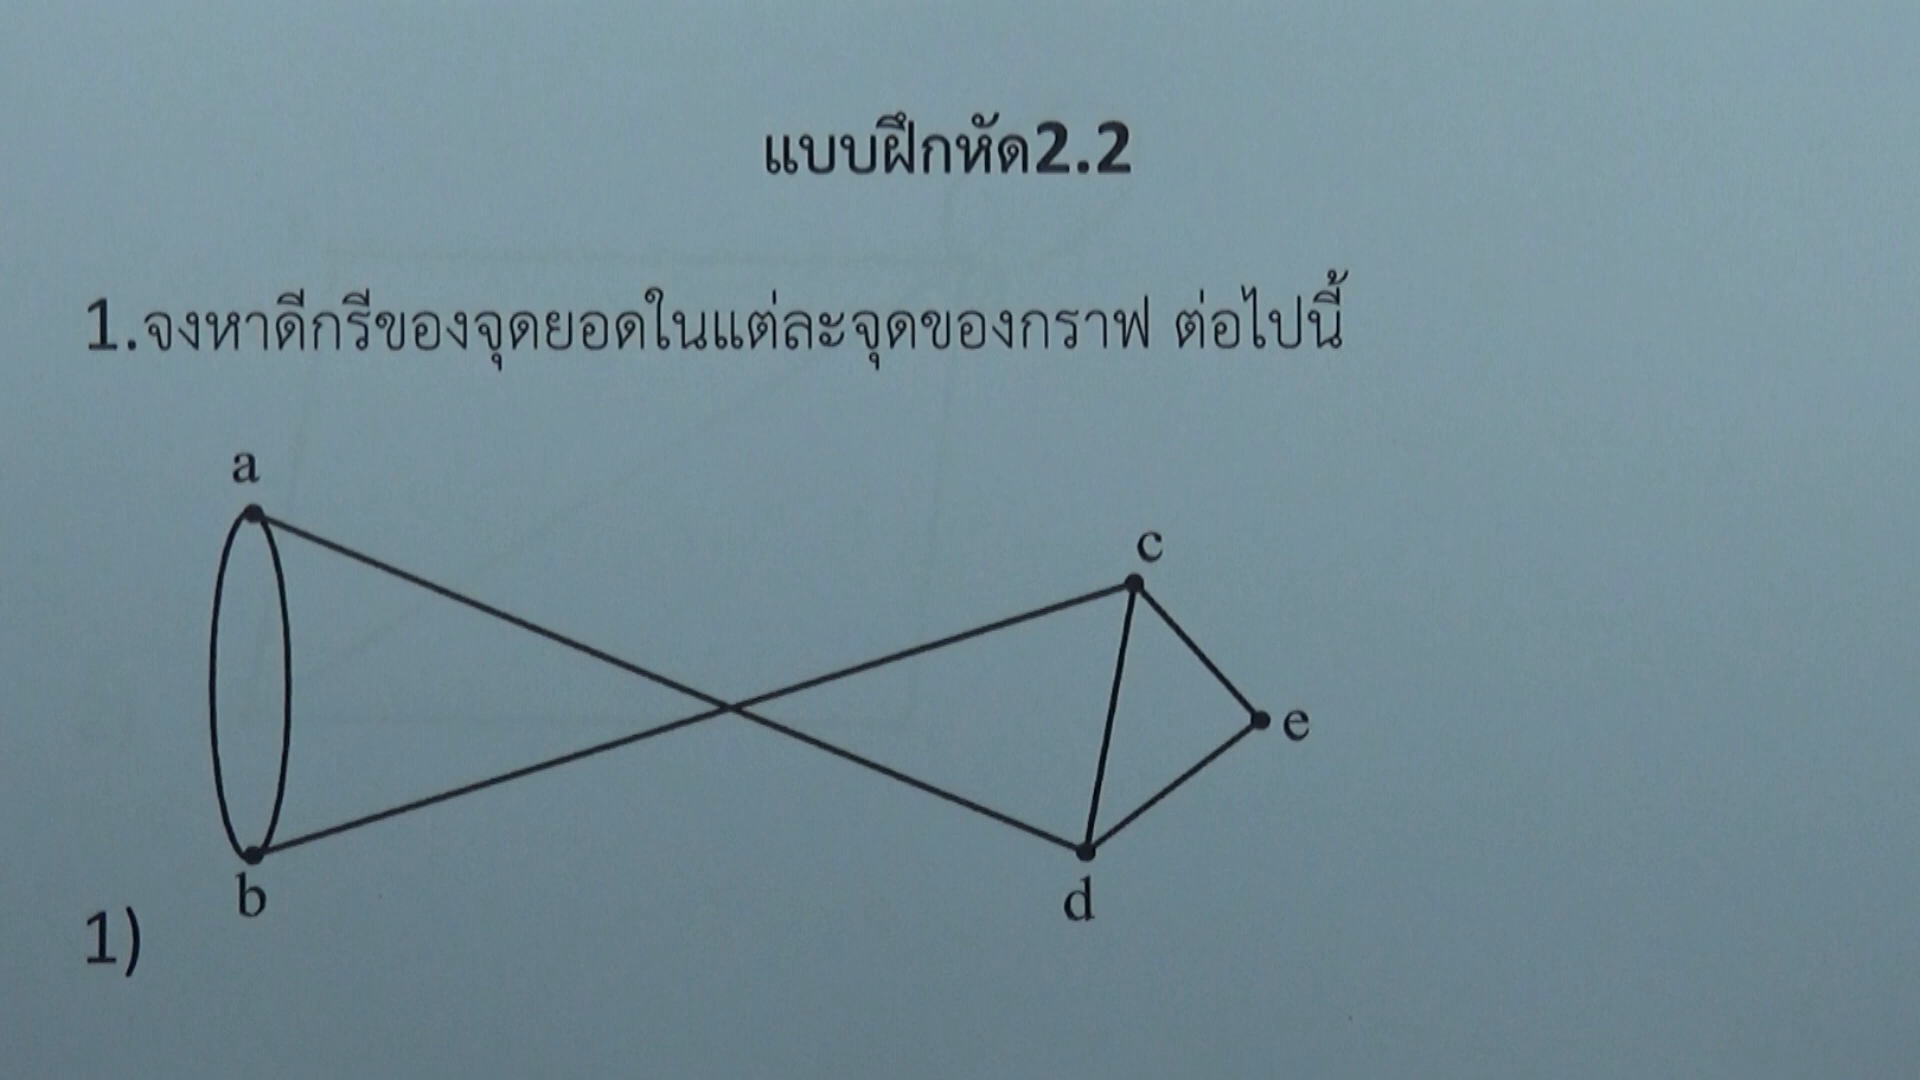 แบบฝึกหัด2.2
1.จงหาดีกรีของจุดยอดในแต่ละจุดของกราฟ ต่อไปนี้
a
c
e
b
d
1)